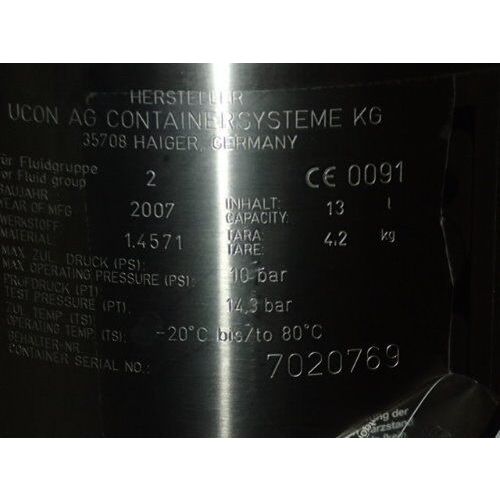 HERSTELLER
UCON AG CONTAINERSYSTEME KG
35708 HAIGER, GERMANY
für Fluidgruppe
for Fluid group 2 CE 0091
BAUJAHR
YEAR OF MFG 2007 INHALT: CAPACITY: 13 l
WERKSTOFF
MATERIAL 1.4571 TARA: TARE: 4.2 kg
MAX ZUL. DRUCK (PS):
MAX OPERATING PRESSURE (PS): 10 bar
PRÜFDRUCK (PT)
TEST PRESSURE (PT) 14,3 bar
ZUL TEMP (TS)
OPERATING TEMP. (TS): -20°C bis/to 80°C
BEHÄLTER-NR.
CONTAINER SERIAL NO.: 7020769
der